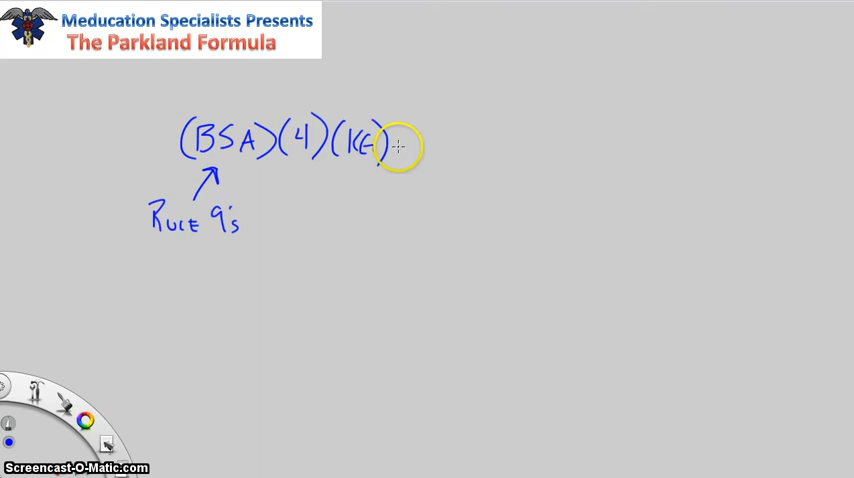 Meducation Specialists Presents
The Parkland Formula
(BSA)(4)(KG)
RULE 9's
Screencast-O-Matic.com